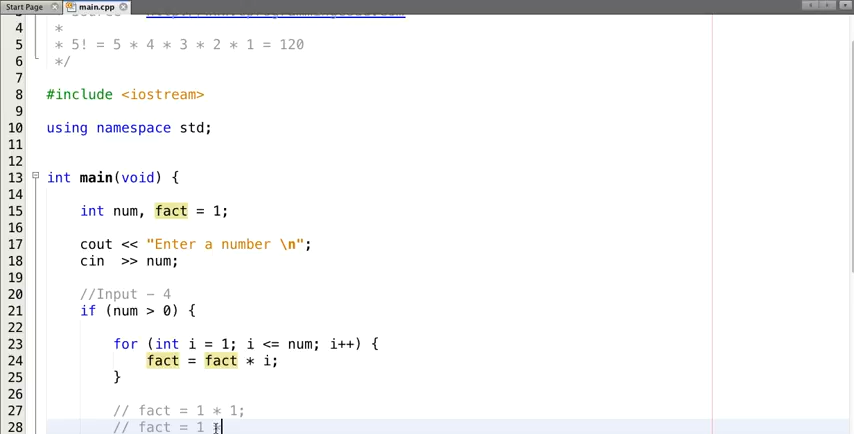 Start Page
main.cpp
4 *
5 * 5! = 5 * 4 * 3 * 2 * 1 = 120
6 */
7
8 #include <iostream>
9
10 using namespace std;
11
12
13 int main(void) {
14
15 int num, fact = 1;
16
17 cout << "Enter a number \n";
18 cin >> num;
19
20 //Input - 4
21 if (num > 0) {
22
23 for (int i = 1; i <= num; i++) {
24 fact = fact * i;
25 }
26
27 // fact = 1 * 1;
28 // fact = 1 *